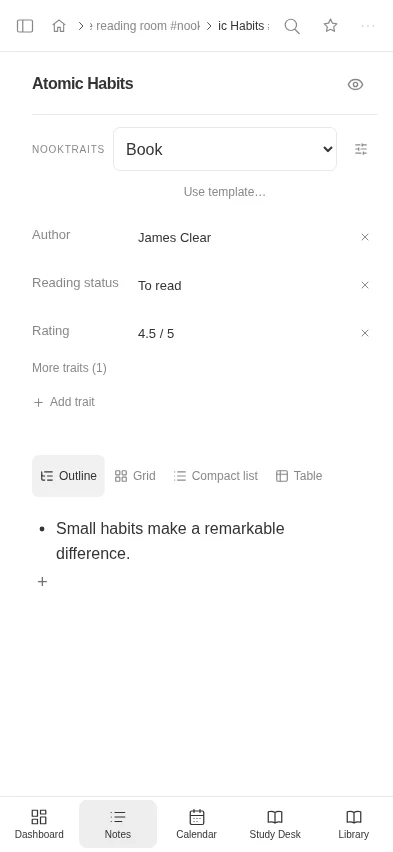 reading room #nook ic Habits
Atomic Habits
NOOKTRAITS Book
Use template…
Author James Clear
Reading status To read
Rating 4.5 / 5
More traits (1)
Add trait
Outline Grid Compact list Table
Small habits make a remarkable
difference.
Dashboard Notes Calendar Study Desk Library